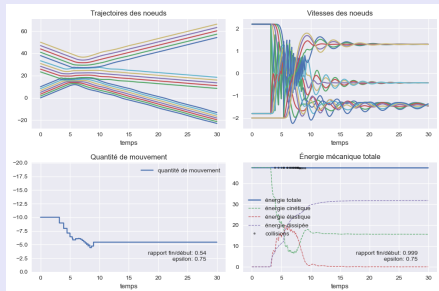 Trajectoires des noeuds
60
40
20
0
−20
0 5 10 15 20 25 30
temps
Vitesses des noeuds
2
1
0
−1
−2
0 5 10 15 20 25 30
temps
Quantité de mouvement
−20.0
−17.5
−15.0
−12.5
−10.0
−7.5
−5.0
−2.5
0.0
quantité de mouvement
rapport fin/début: 0.54
epsilon: 0.75
0 5 10 15 20 25 30
temps
Énergie mécanique totale
40
30
20
10
0
énergie totale
énergie cinétique
énergie élastique
énergie dissipée
collisions
rapport fin/début: 0.999
epsilon: 0.75
0 5 10 15 20 25 30
temps